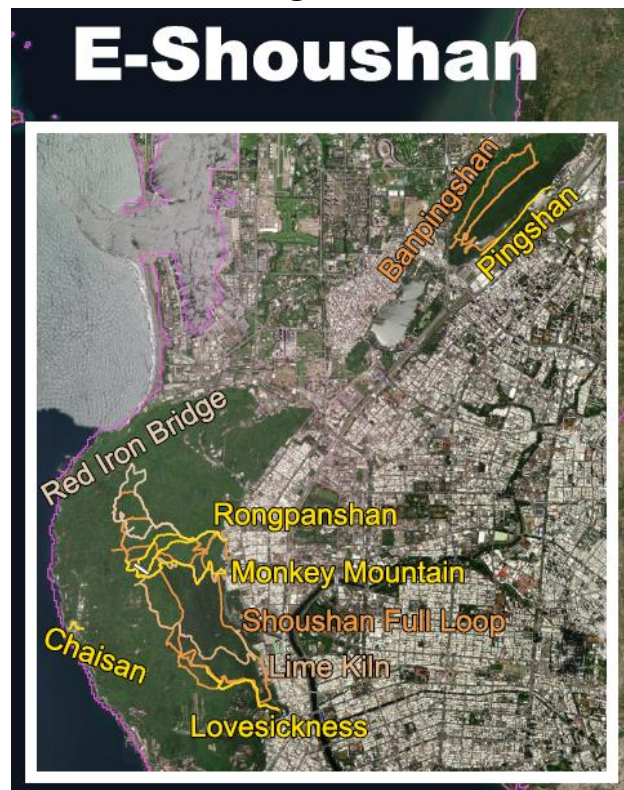 E-Shoushan
Banpingshan
Pingshan
Red Iron Bridge
Rongpanshan
Monkey Mountain
Shoushan Full Loop
Chaisan
Lime Kiln
Lovesickness